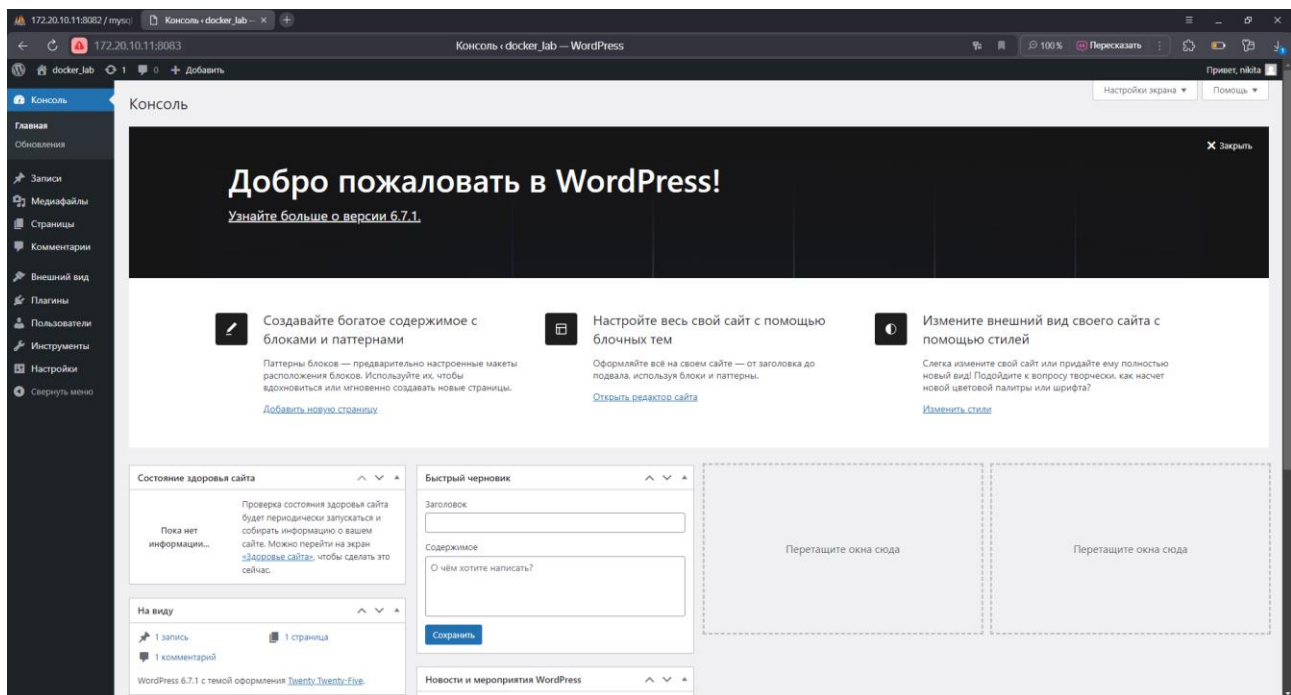 172.20.10.11:8082 / mysql
Консоль ‹ docker_lab —
172.20.10.11:8083
Консоль ‹ docker_lab — WordPress
100%
Пересказать
docker_lab
1
0
Добавить
Привет, nikita
Консоль
Главная
Обновления
Записи
Медиафайлы
Страницы
Комментарии
Внешний вид
Плагины
Пользователи
Инструменты
Настройки
Свернуть меню
Консоль
Настройки экрана
Помощь
Закрыть
Добро пожаловать в WordPress!
Узнайте больше о версии 6.7.1.
Создавайте богатое содержимое с
блоками и паттернами
Паттерны блоков — предварительно настроенные макеты
расположения блоков. Используйте их, чтобы
вдохновиться или мгновенно создавать новые страницы.
Добавить новую страницу
Настройте весь свой сайт с помощью
блочных тем
Оформляйте всё на своем сайте — от заголовка до
подвала, используя блоки и паттерны.
Открыть редактор сайта
Измените внешний вид своего сайта с
помощью стилей
Слегка измените свой сайт или придайте ему полностью
новый вид! Подойдите к вопросу творчески, как насчет
новой цветовой палитры или шрифта?
Изменить стили
Состояние здоровья сайта
Пока нет
информации...
Проверка состояния здоровья сайта
будет периодически запускаться и
собирать информацию о вашем
сайте. Можно перейти на экран
«Здоровье сайта», чтобы сделать это
сейчас.
На виду
1 запись
1 страница
1 комментарий
WordPress 6.7.1 с темой оформления Twenty Twenty-Five.
Быстрый черновик
Заголовок
Содержимое
О чём хотите написать?
Сохранить
Новости и мероприятия WordPress
Перетащите окна сюда
Перетащите окна сюда